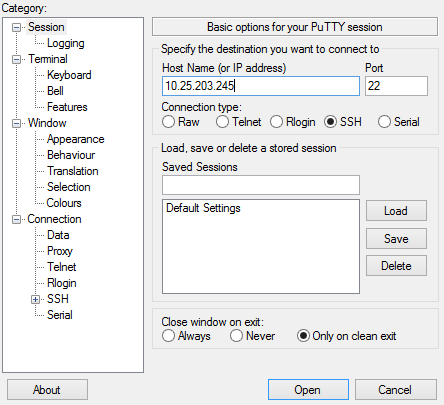 Category:
Session
Logging
Terminal
Keyboard
Bell
Features
Window
Appearance
Behaviour
Translation
Selection
Colours
Connection
Data
Proxy
Telnet
Rlogin
SSH
Serial
Basic options for your PuTTY session
Specify the destination you want to connect to
Host Name (or IP address) Port
10.25.203.245 22
Connection type:
Raw Telnet Rlogin SSH Serial
Load, save or delete a stored session
Saved Sessions
Default Settings
Load
Save
Delete
Close window on exit:
Always Never Only on clean exit
About Open Cancel